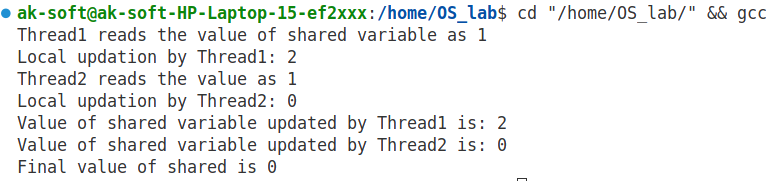 ak-soft@ak-soft-HP-Laptop-15-ef2xxx:/home/OS_lab$ cd "/home/OS_lab/" && gcc
Thread1 reads the value of shared variable as 1
Local updation by Thread1: 2
Thread2 reads the value as 1
Local updation by Thread2: 0
Value of shared variable updated by Thread1 is: 2
Value of shared variable updated by Thread2 is: 0
Final value of shared is 0